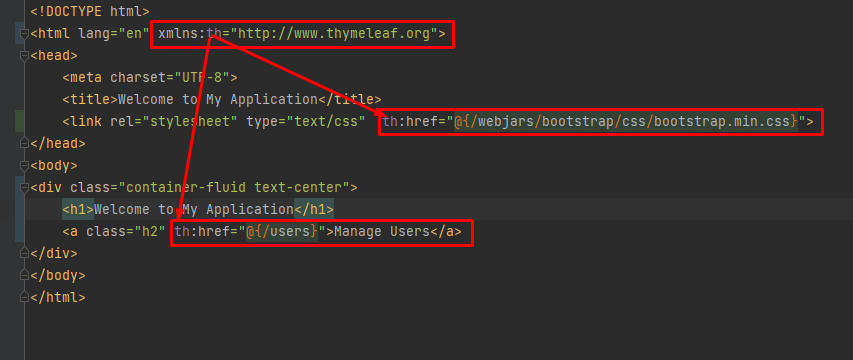 <!DOCTYPE html>
<html lang="en" xmlns:th="http://www.thymeleaf.org">
<head>
    <meta charset="UTF-8">
    <title>Welcome to My Application</title>
    <link rel="stylesheet" type="text/css"  th:href="@{/webjars/bootstrap/css/bootstrap.min.css}">
</head>
<body>
<div class="container-fluid text-center">
    <h1>Welcome to My Application</h1>
    <a class="h2" th:href="@{/users}">Manage Users</a>
</div>
</body>
</html>